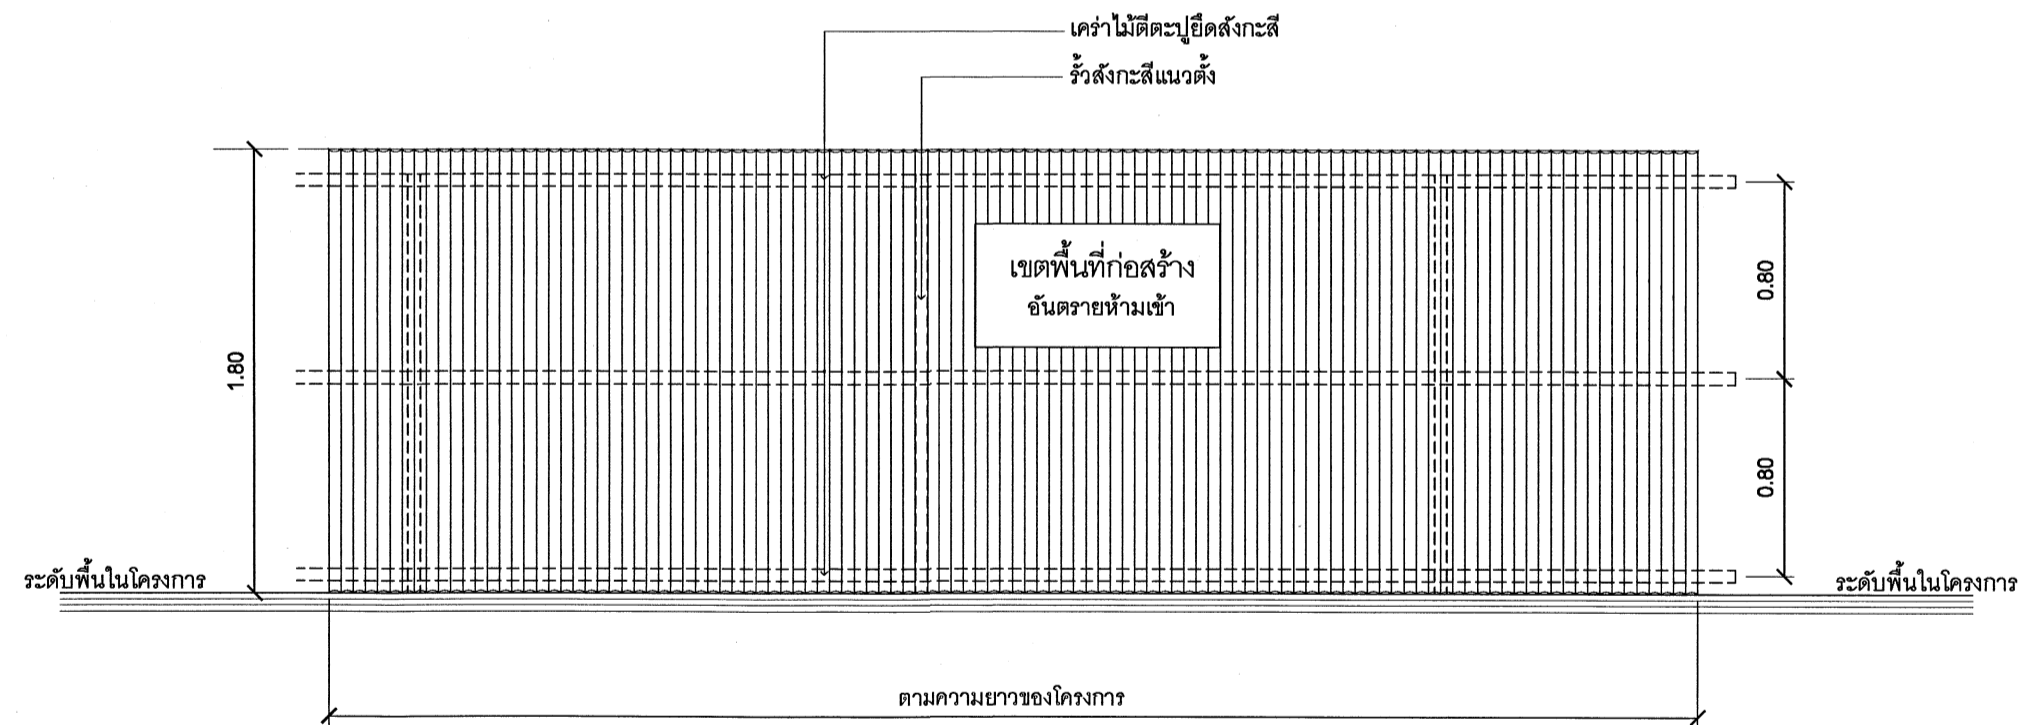 เคร่าไม้ตีตะปูยึดสังกะสี
รั้วสังกะสีแนวตั้ง
เขตพื้นที่ก่อสร้าง
อันตรายห้ามเข้า
1.80
0.80
0.80
ระดับพื้นในโครงการ
ระดับพื้นในโครงการ
ตามความยาวของโครงการ